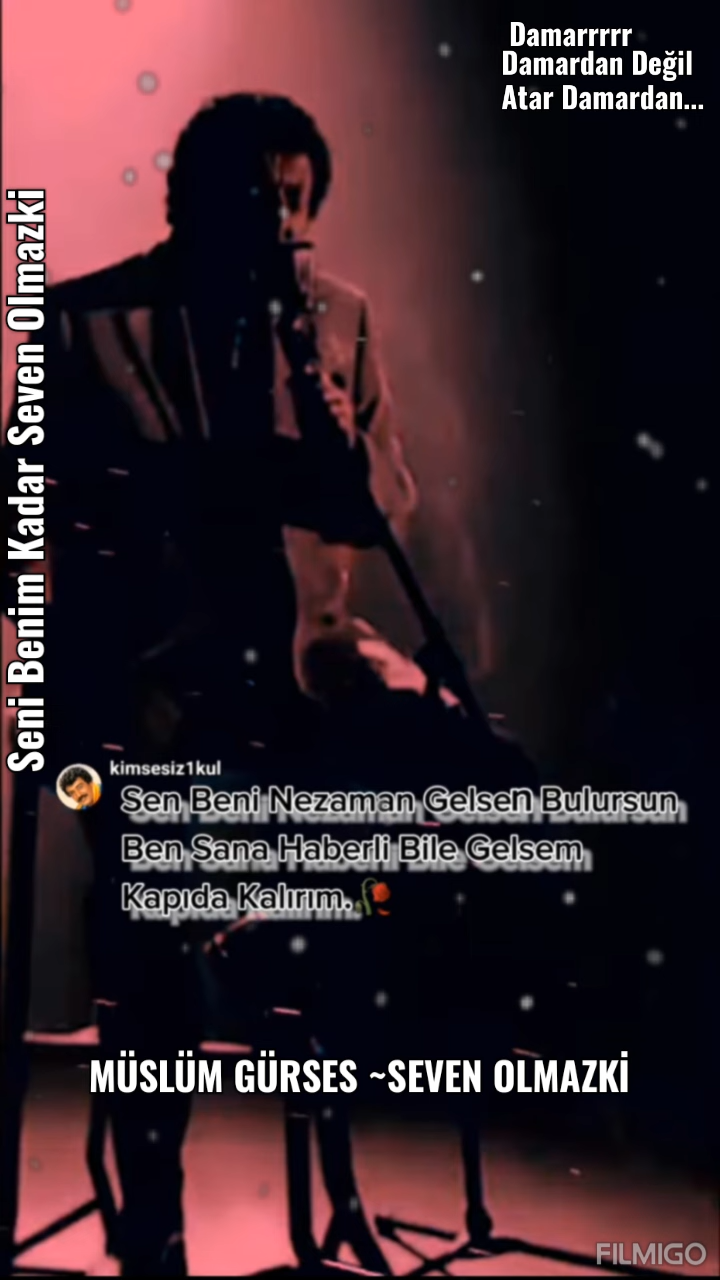 Damarrrrr
Damardan Değil
Atar Damardan...
Seni Benim Kadar Seven Olmazki
kimsesiz1kul
Sen Beni Nezaman Gelsen Bulursun
Ben Sana Haberli Bile Gelsem
Kapıda Kalırım.🥀
MÜSLÜM GÜRSES ~SEVEN OLMAZKİ
FILMIGO